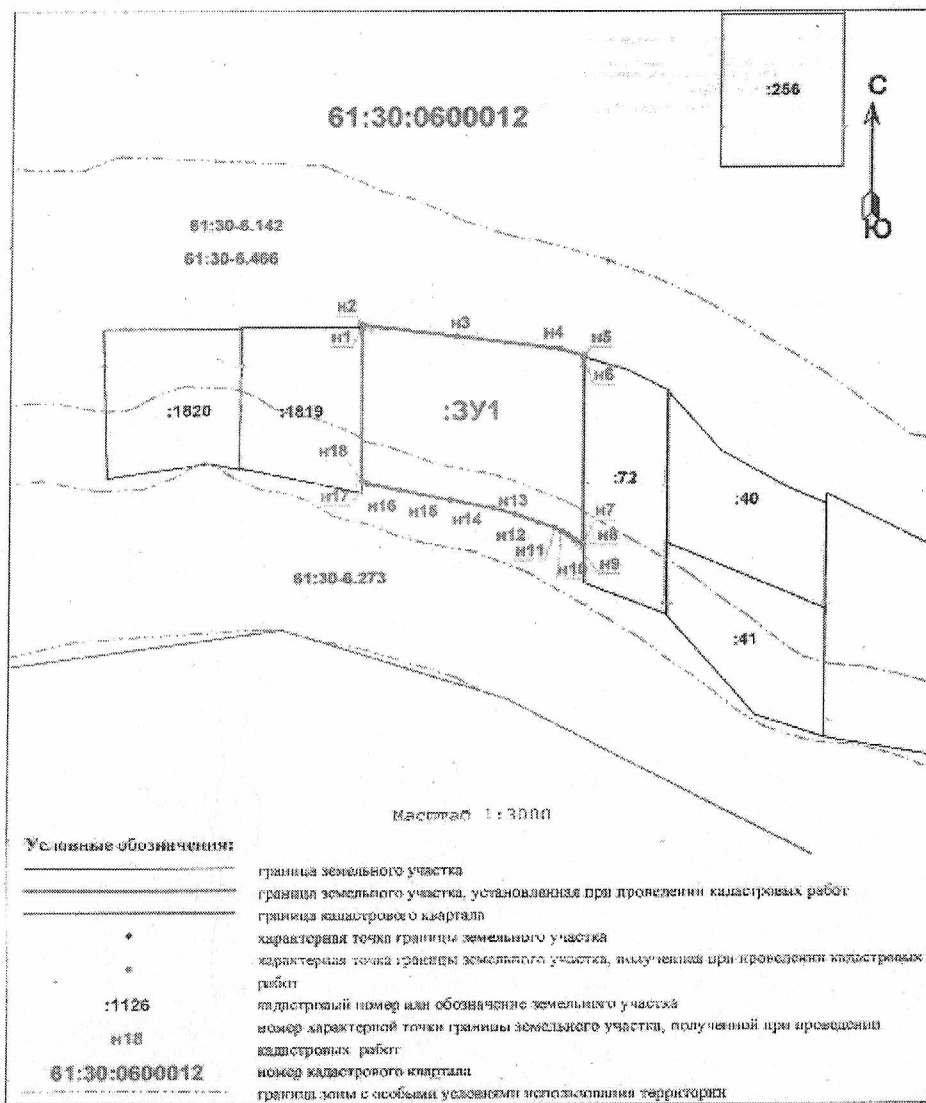 :256
С
61:30:0600012
Ю
61:30-6.142
61:30-6.466
н2
н3
н4
н1
н5
н6
:1820
:1819
:ЗУ1
н18
:72
:40
н17
н16
н15
н14
н13
н12
н7
н8
н11
н10
н9
61:30-6.273
:41
Масштаб 1:3000
Условные обозначения:
граница земельного участка
граница земельного участка, установленная при проведении кадастровых работ
граница кадастрового квартала
характерная точка границы земельного участка
характерная точка границы земельного участка, полученная при проведении кадастровых
работ
:1126
кадастровый номер или обозначение земельного участка
н18
номер характерной точки границы земельного участка, полученной при проведении
кадастровых работ
61:30:0600012
номер кадастрового квартала
граница зоны с особыми условиями использования территории